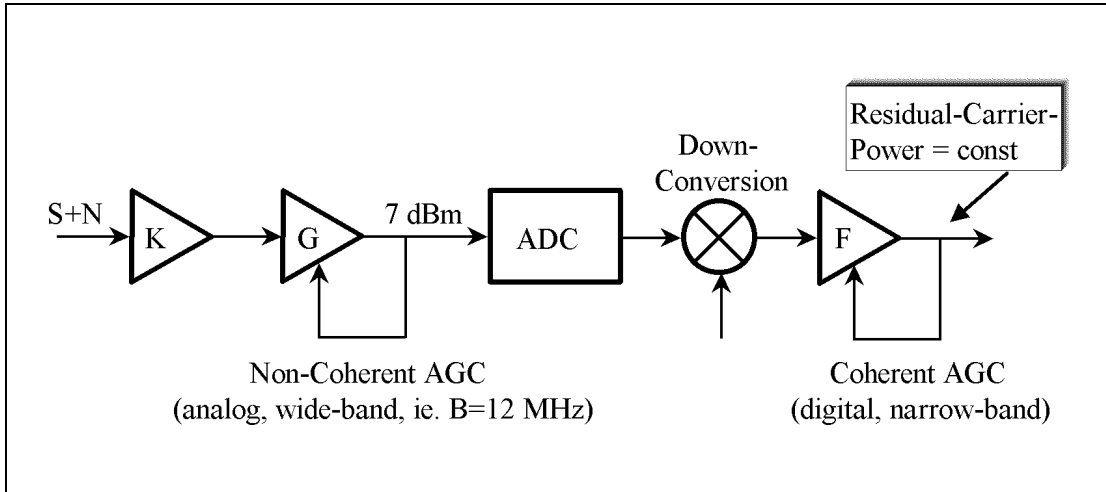 Residual-Carrier-
Power = const
Down-
Conversion
S+N
K
G
7 dBm
ADC
F
Non-Coherent AGC
(analog, wide-band, ie. B=12 MHz)
Coherent AGC
(digital, narrow-band)